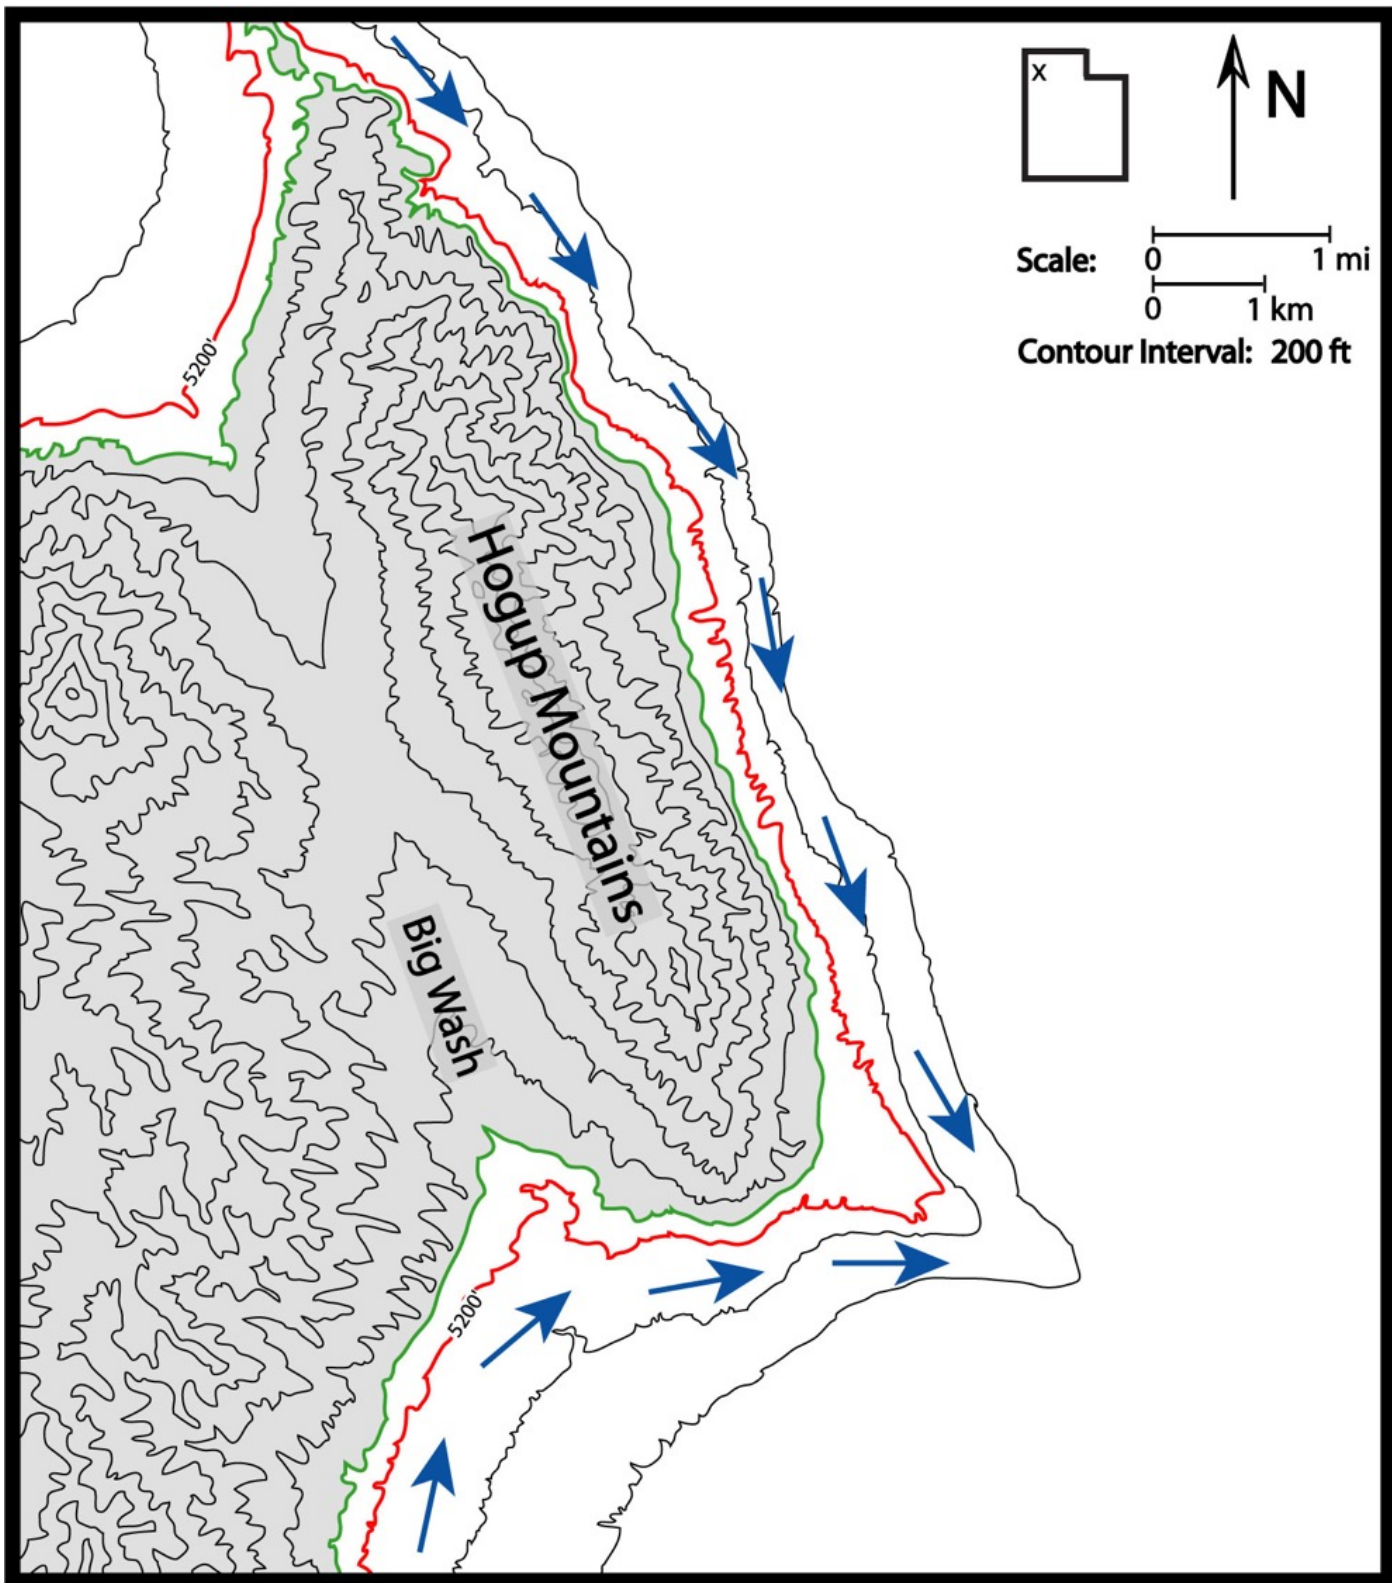 x
N
Scale:
0
1 mi
0
1 km
Contour Interval: 200 ft
5200'
Hogup Mountains
Big Wash
5200'